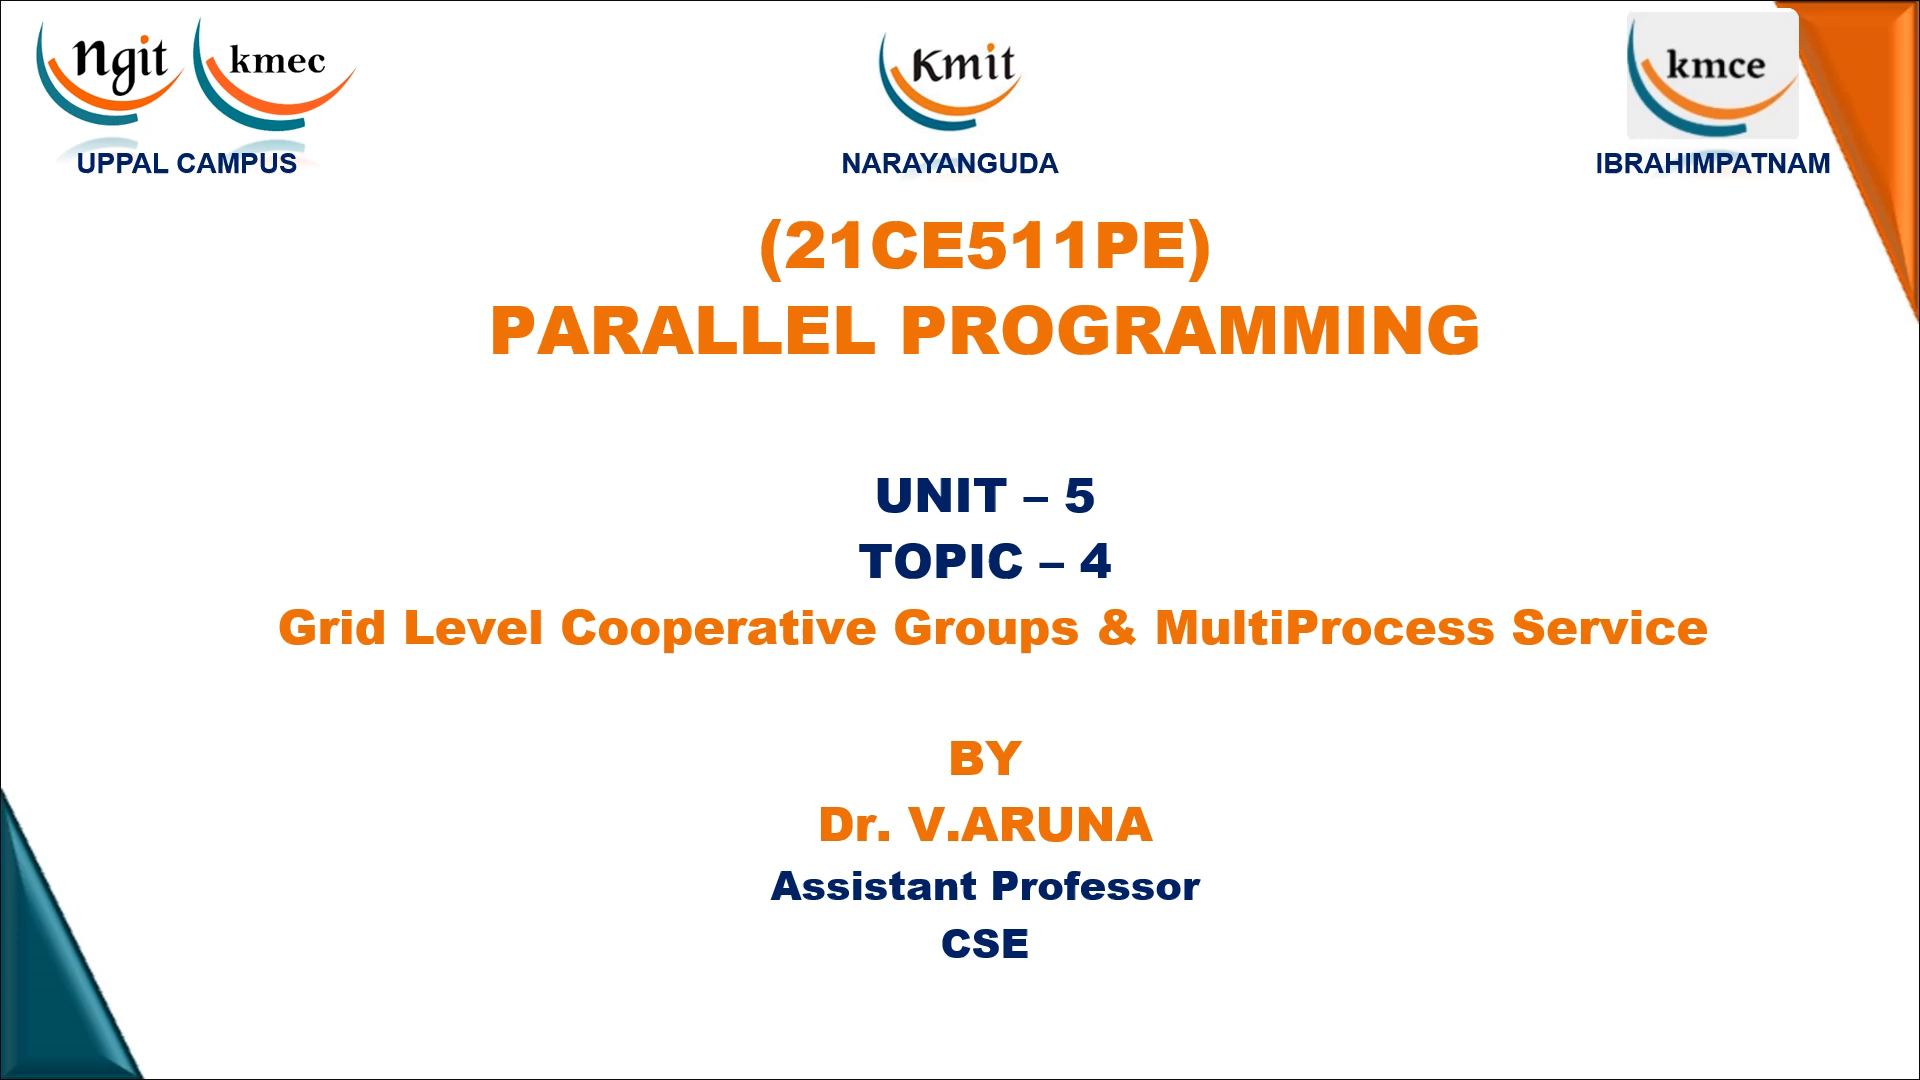 Ngit kmec Kmit kmce
UPPAL CAMPUS NARAYANGUDA IBRAHIMPATNAM
(21CE511PE)
PARALLEL PROGRAMMING
UNIT – 5
TOPIC – 4
Grid Level Cooperative Groups & MultiProcess Service
BY
Dr. V.ARUNA
Assistant Professor
CSE